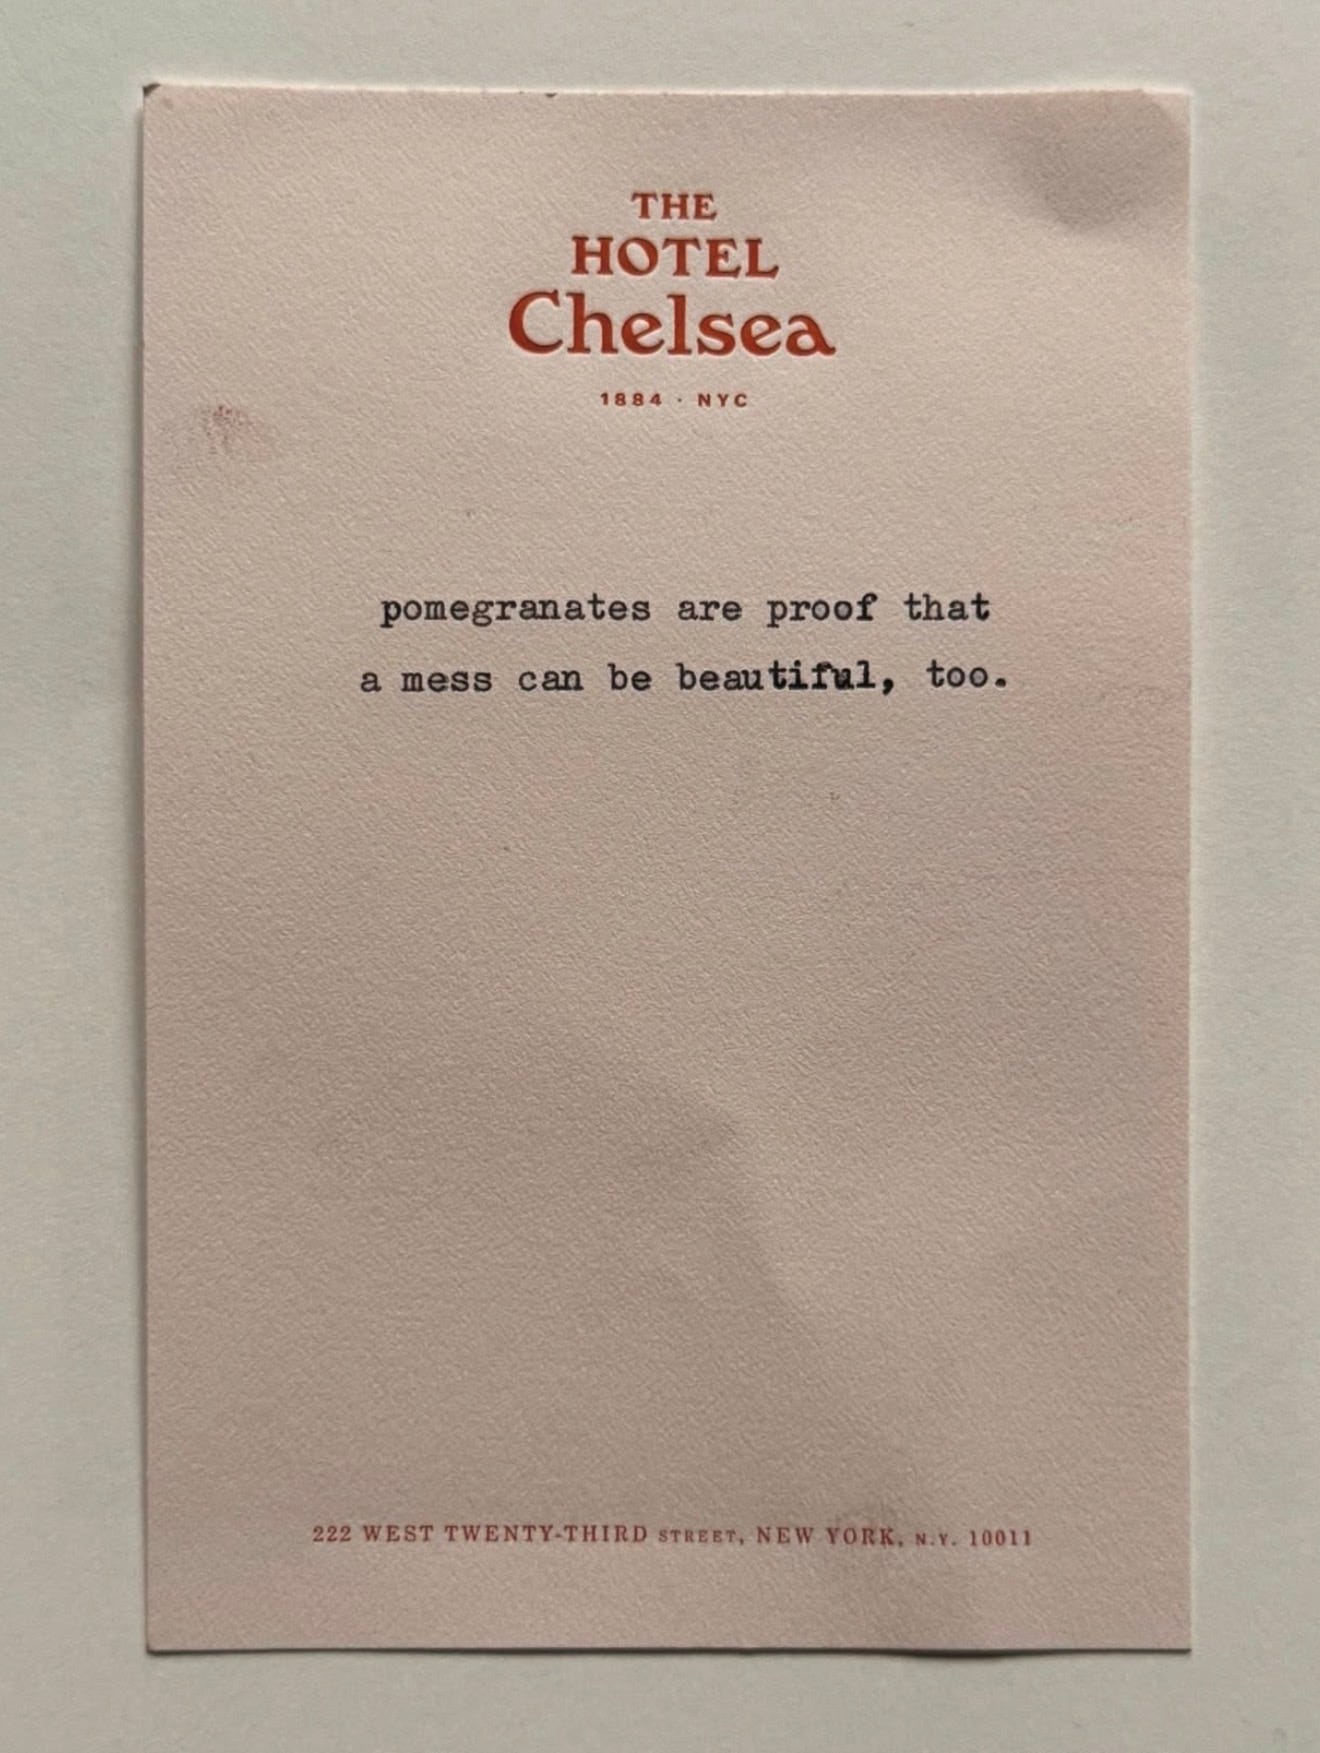 THE
HOTEL
Chelsea
1884 · NYC
pomegranates are proof that
a mess can be beautiful, too.
222 WEST TWENTY-THIRD STREET, NEW YORK, N.Y. 10011